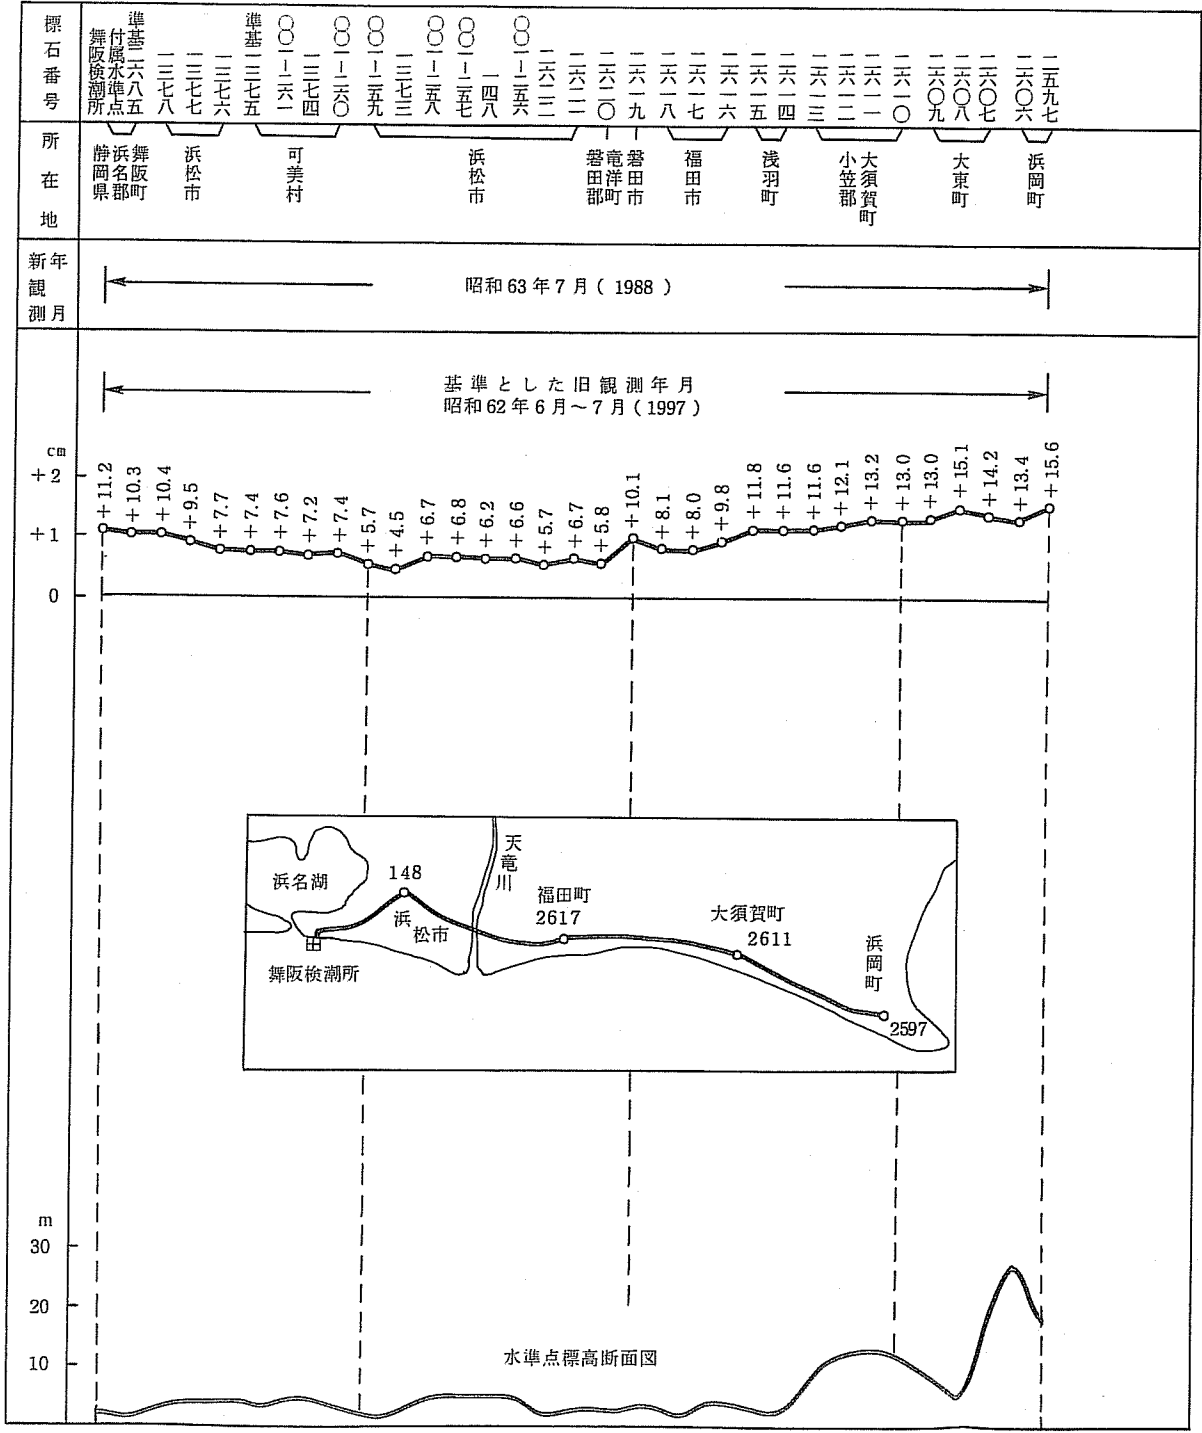 標石番号
舞阪検潮所
付属水準点
準基二六八五
一三七八
一三七七
一三七六
準基一三七五
〇〇一−二六一
一三七四
〇〇一−二六〇
〇〇一−二五九
一三七三
〇〇一−二五八
〇〇一−二五七
一四八
〇〇一−二五六
二六二二
二六二一
二六二〇
二六一九
二六一八
二六一七
二六一六
二六一五
二六一四
二六一三
二六一二
二六一一
二六一〇
二六〇九
二六〇八
二六〇七
二六〇六
二五九七
所在地
静岡県
浜名郡
舞阪町
浜松市
可美村
浜松市
磐田郡
竜洋町
磐田市
福田市
浅羽町
小笠郡
大須賀町
大東町
浜岡町
新年
観
測月
昭和63年7月(1988)
基準とした旧観測年月
昭和62年6月〜7月(1997)
cm
+2
+1
0
+11.2
+10.3
+10.4
+9.5
+7.7
+7.4
+7.6
+7.2
+7.4
+5.7
+4.5
+6.7
+6.8
+6.2
+6.6
+5.7
+6.7
+5.8
+10.1
+8.1
+8.0
+9.8
+11.8
+11.6
+11.6
+12.1
+13.2
+13.0
+13.0
+15.1
+14.2
+13.4
+15.6
浜名湖
148
浜松市
天竜川
福田町
2617
大須賀町
2611
浜岡町
2597
舞阪検潮所
m
30
20
10
水準点標高断面図